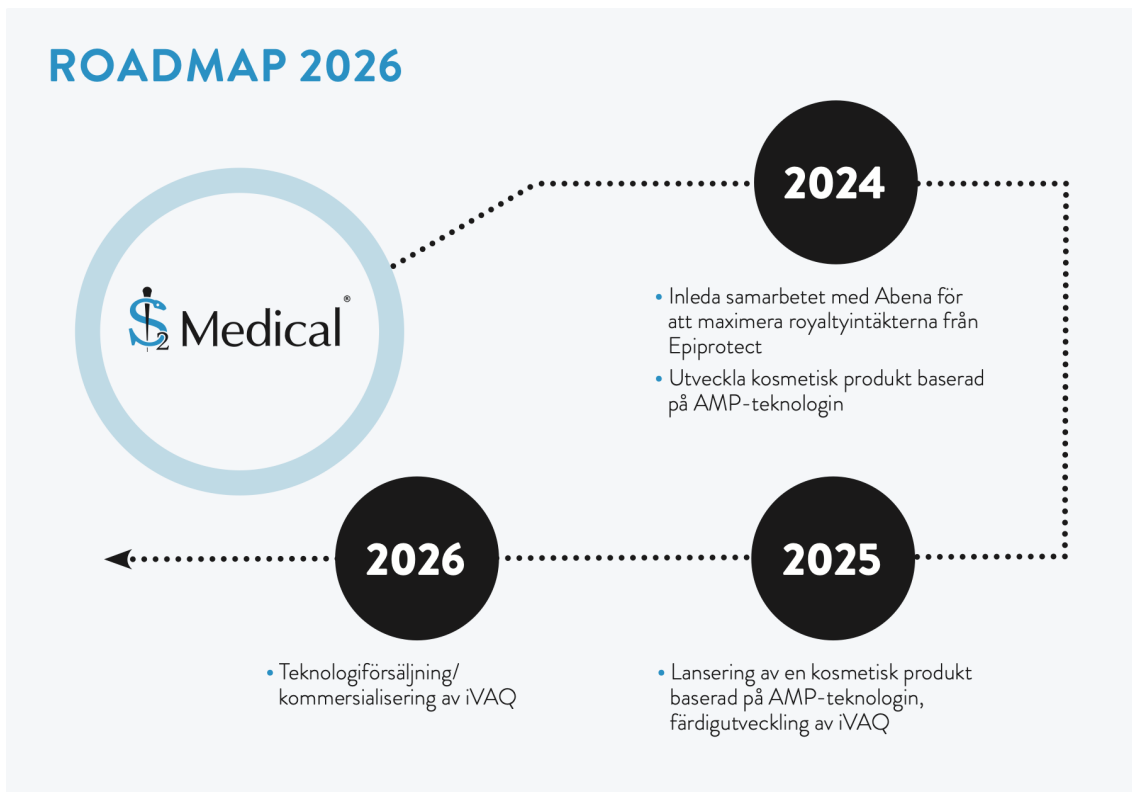 ROADMAP 2026
S2 Medical®
2024
• Inleda samarbetet med Abena för
att maximera royaltyintäkterna från
Epiprotect
• Utveckla kosmetisk produkt baserad
på AMP-teknologin
2025
• Lansering av en kosmetisk produkt
baserad på AMP-teknologin,
färdigutveckling av iVAQ
2026
• Teknologiförsäljning/
kommersialisering av iVAQ